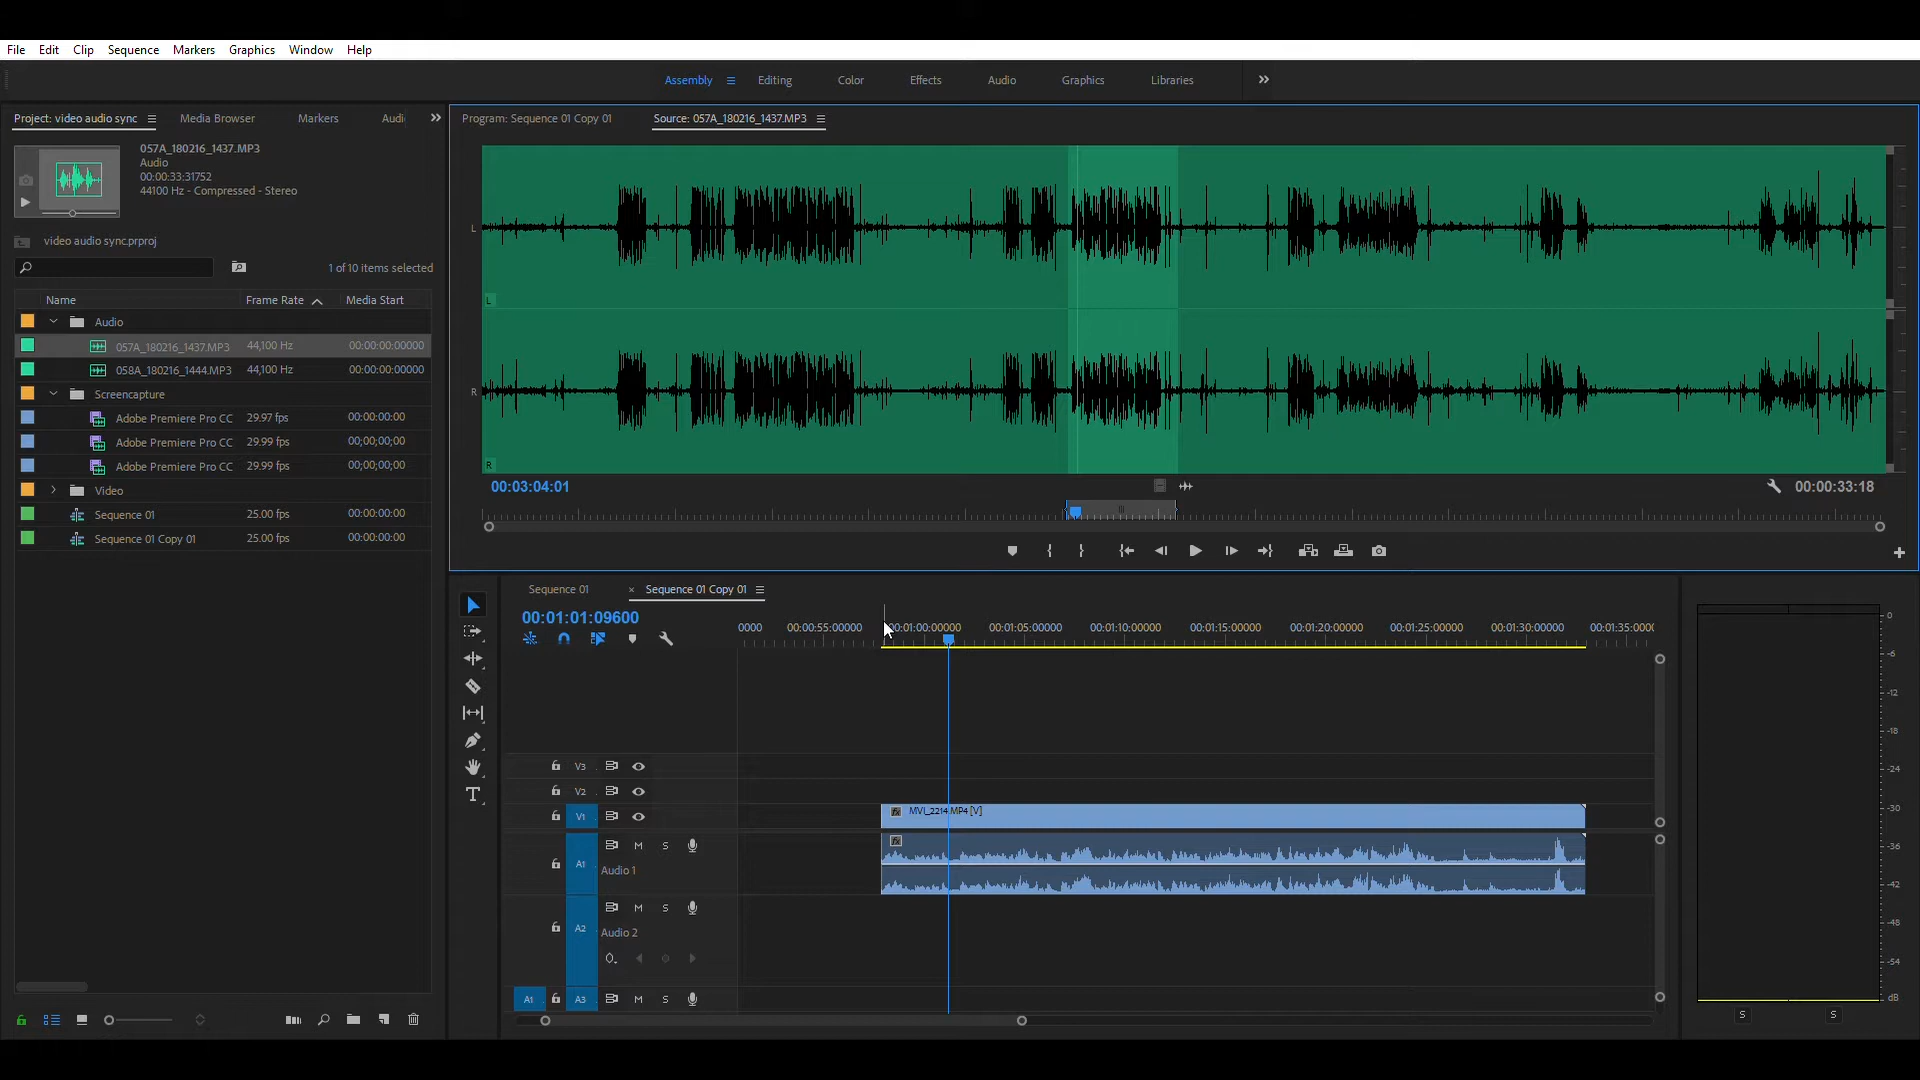 File Edit Clip Sequence Markers Graphics Window Help
Assembly Editing Color Effects Audio Graphics Libraries
Project: video audio sync Media Browser Markers Audi
Program: Sequence 01 Copy 01 Source: 057A_180216_1437.MP3
057A_180216_1437.MP3
Audio
00:00:33:31752
44100 Hz - Compressed - Stereo
video audio sync.prproj
1 of 10 items selected
Name Frame Rate Media Start
Audio
057A_180216_1437.MP3 44,100 Hz 00:00:00:00000
058A_180216_1444.MP3 44,100 Hz 00:00:00:00000
Screencapture
Adobe Premiere Pro CC 29.97 fps 00:00:00:00
Adobe Premiere Pro CC 29.99 fps 00;00;00;00
Adobe Premiere Pro CC 29.99 fps 00;00;00;00
Video
Sequence 01 25.00 fps 00:00:00:00
Sequence 01 Copy 01 25.00 fps 00:00:00:00
L
L
R
R
00:03:04:01 00:00:33:18
Sequence 01 × Sequence 01 Copy 01
00:01:01:09600
0000 00:00:55:00000 00:01:00:00000 00:01:05:00000 00:01:10:00000 00:01:15:00000 00:01:20:00000 00:01:25:00000 00:01:30:00000 00:01:35:0000
V3
V2
V1 MVI_2214.MP4 [V]
fx
fx
A1 M S
Audio 1
A2 M S
Audio 2
A1 A3 M S
0
-6
-12
-18
-24
-30
-36
-42
-48
-54
dB
S S